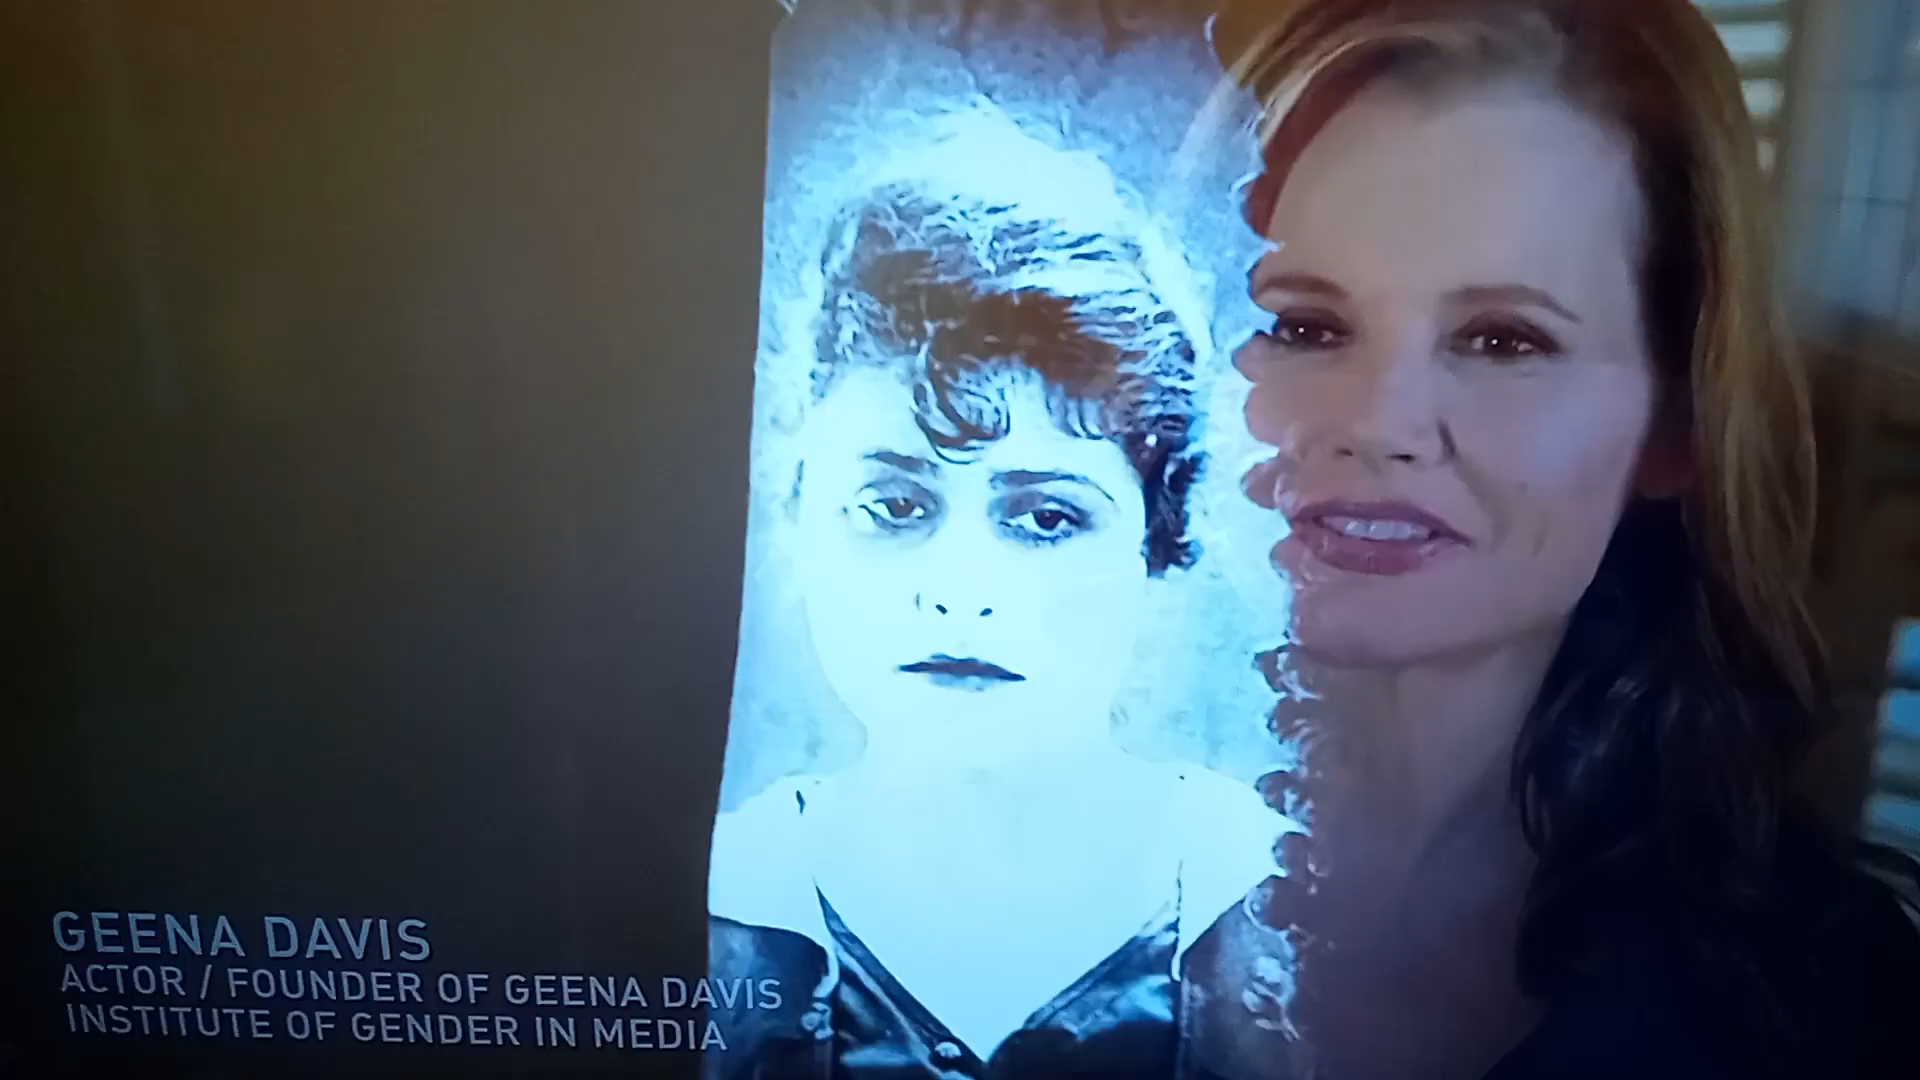 GEENA DAVIS
ACTOR / FOUNDER OF GEENA DAVIS
INSTITUTE OF GENDER IN MEDIA